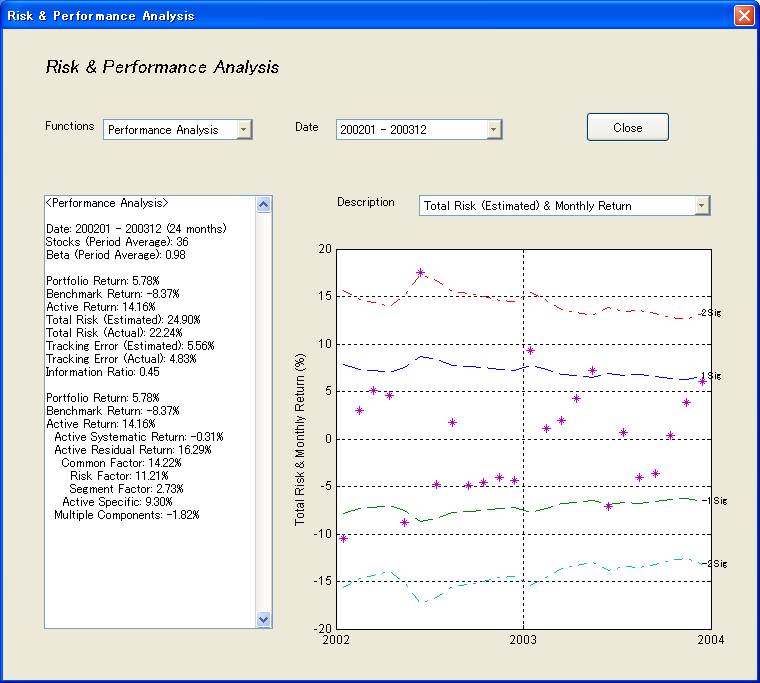 Risk & Performance Analysis
Risk & Performance Analysis
Functions
Performance Analysis
Date
200201 - 200312
Close
<Performance Analysis>
Date: 200201 - 200312 (24 months)
Stocks (Period Average): 36
Beta (Period Average): 0.98
Portfolio Return: 5.78%
Benchmark Return: -8.37%
Active Return: 14.16%
Total Risk (Estimated): 24.90%
Total Risk (Actual): 22.24%
Tracking Error (Estimated): 5.56%
Tracking Error (Actual): 4.83%
Information Ratio: 0.45
Portfolio Return: 5.78%
Benchmark Return: -8.37%
Active Return: 14.16%
Active Systematic Return: -0.31%
Active Residual Return: 16.29%
Common Factor: 14.22%
Risk Factor: 11.21%
Segment Factor: 2.73%
Active Specific: 9.30%
Multiple Components: -1.82%
Description
Total Risk (Estimated) & Monthly Return
Total Risk & Monthly Return (%)
20
15
10
5
0
-5
-10
-15
-20
2002
2003
2004
2Sig
1Sig
-1Sig
-2Sig